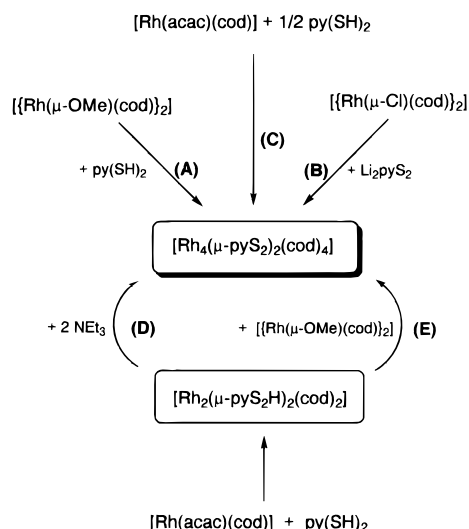 [Rh(acac)(cod)] + 1/2 py(SH)₂
[{Rh(μ-OMe)(cod)}₂]
[{Rh(μ-Cl)(cod)}₂]
(C)
+ py(SH)₂
(A)
(B)
+ Li₂pyS₂
[Rh₄(μ-pyS₂)₂(cod)₄]
+ 2 NEt₃
(D)
+ [{Rh(μ-OMe)(cod)}₂]
(E)
[Rh₂(μ-pyS₂H)₂(cod)₂]
[Rh(acac)(cod)] + py(SH)₂